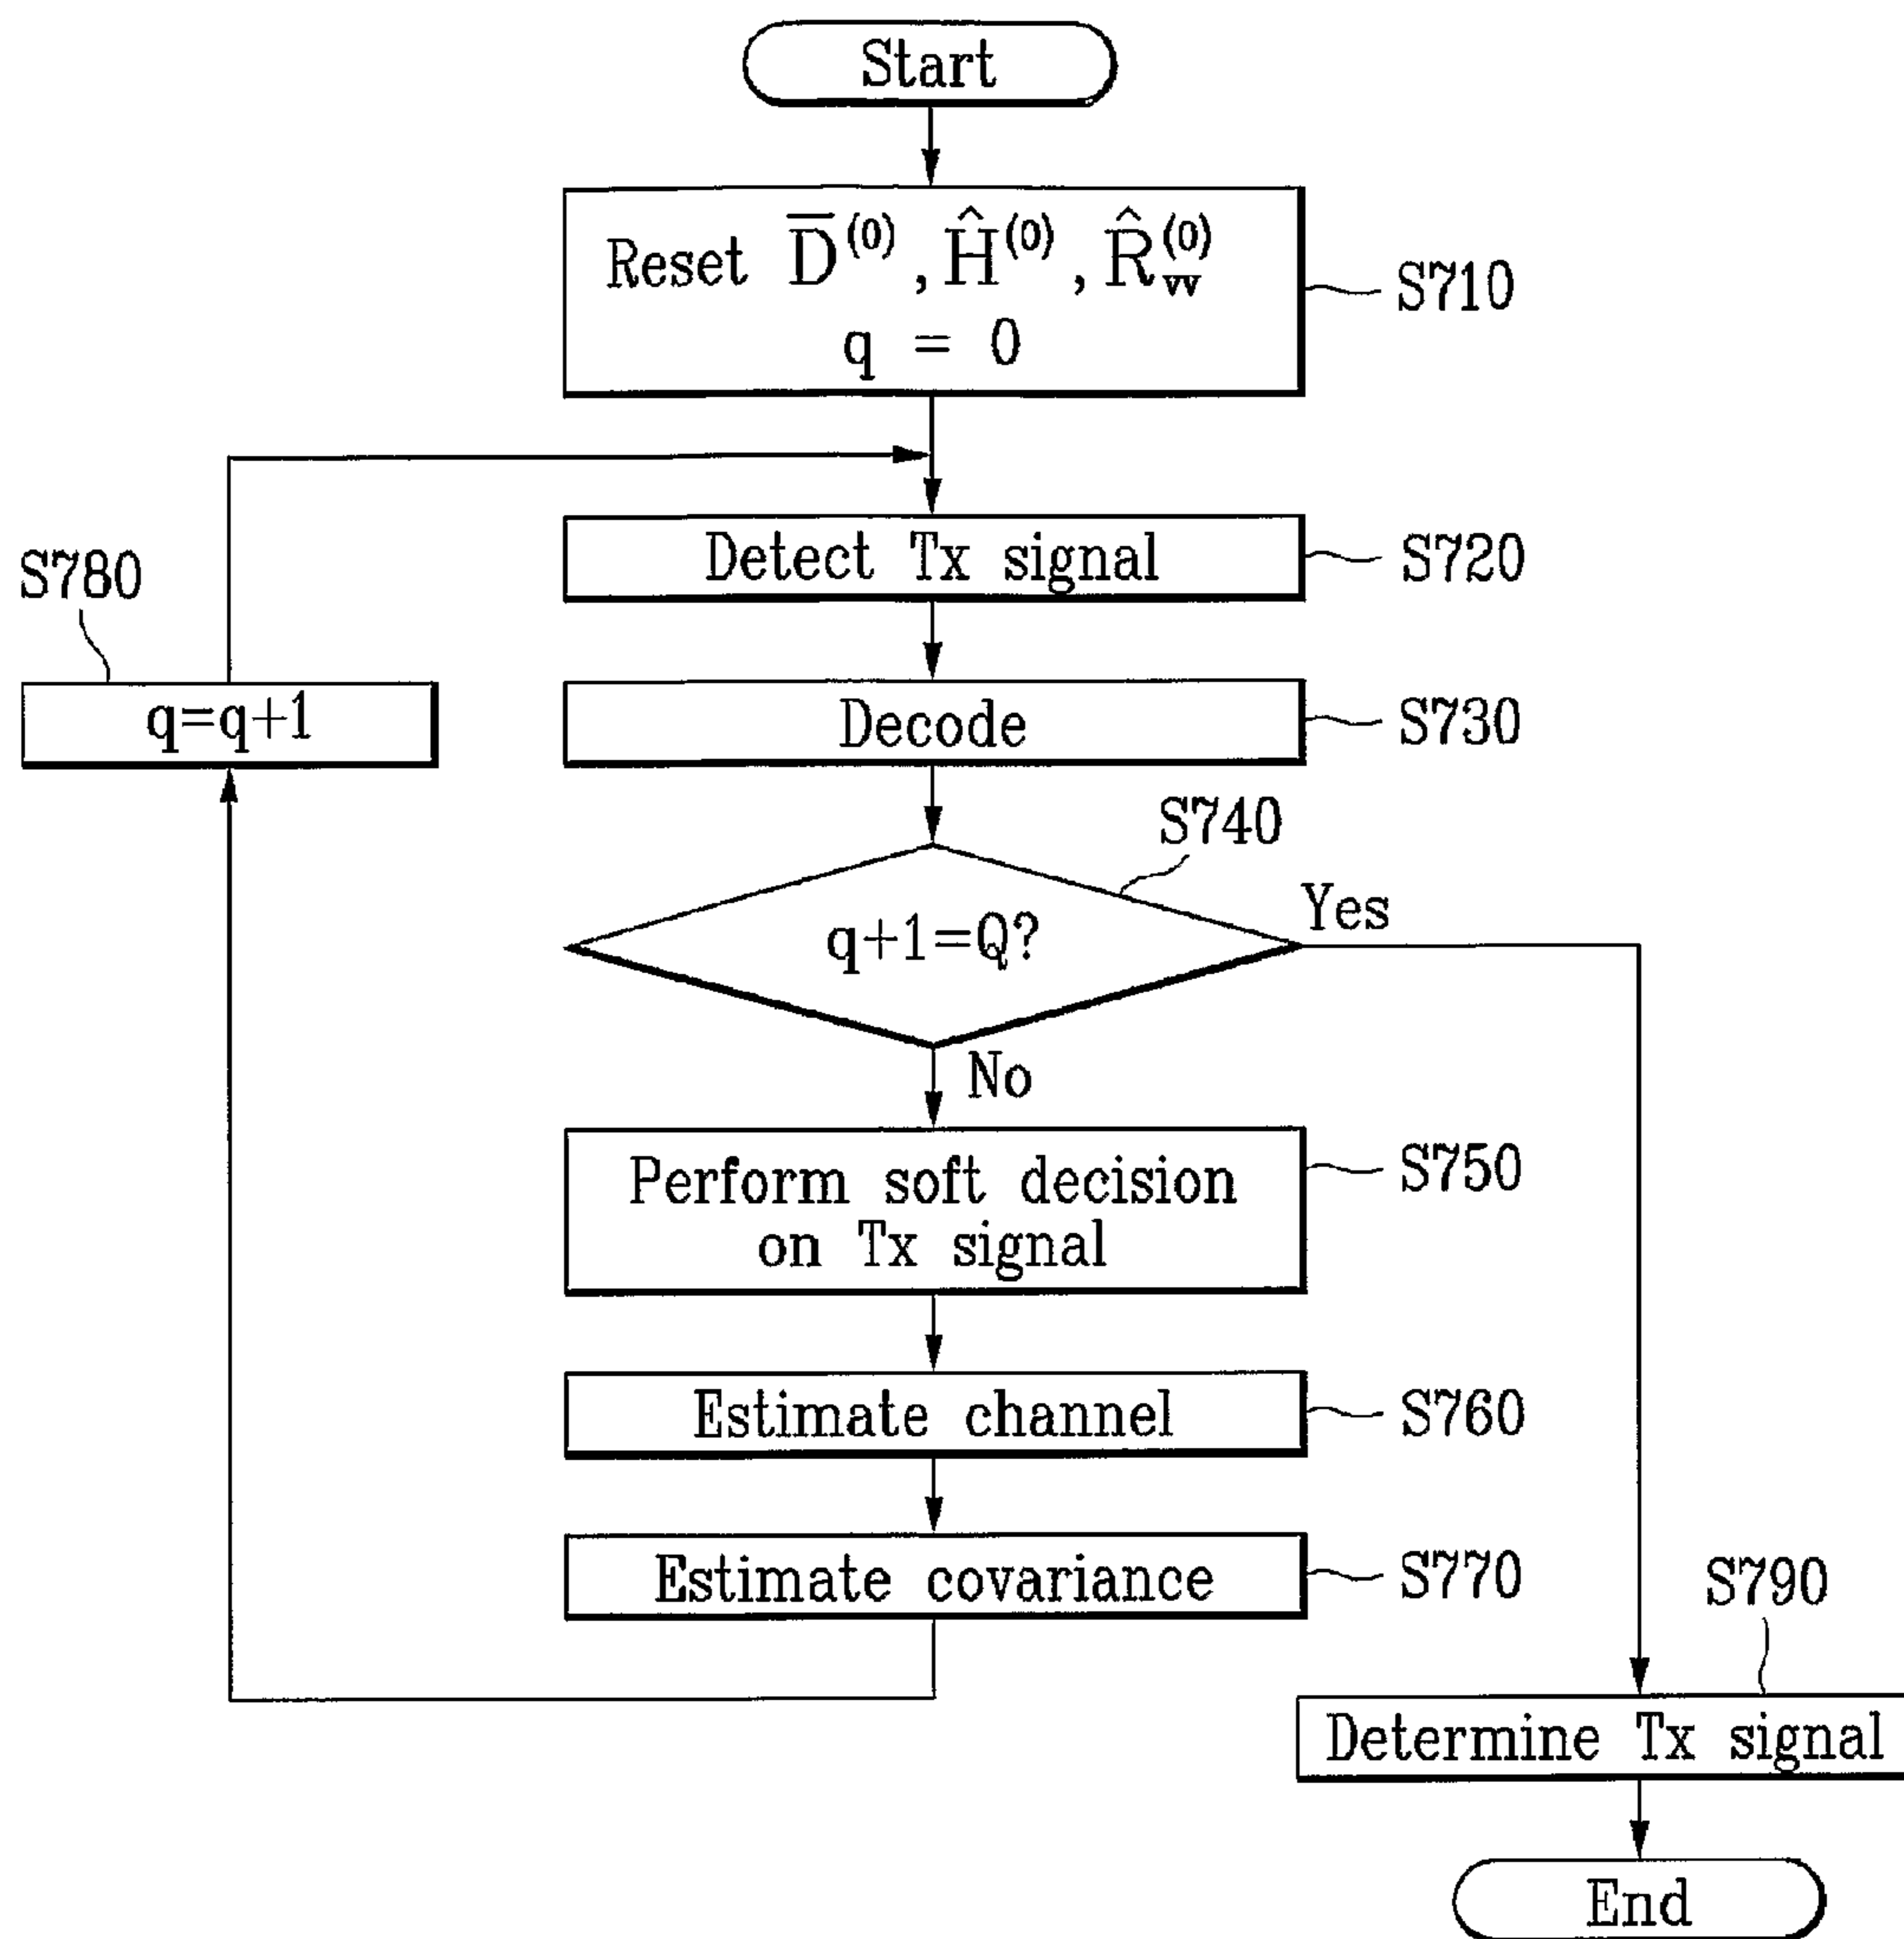 Start
Reset D̅⁽⁰⁾, Ĥ⁽⁰⁾, R̂w⁽⁰⁾
q = 0
S710
Detect Tx signal
S720
S780
q=q+1
Decode
S730
S740
q+1=Q?
Yes
No
Perform soft decision
on Tx signal
S750
Estimate channel
S760
Estimate covariance
S770
S790
Determine Tx signal
End